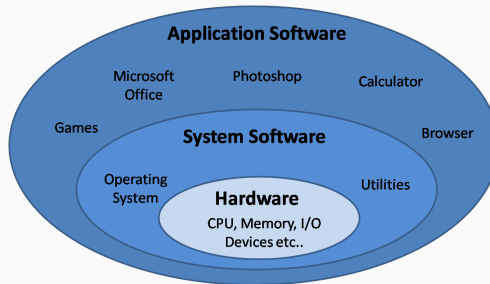 Application Software
Microsoft
Office
Photoshop
Calculator
Games
Browser
System Software
Operating
System
Utilities
Hardware
CPU, Memory, I/O
Devices etc..